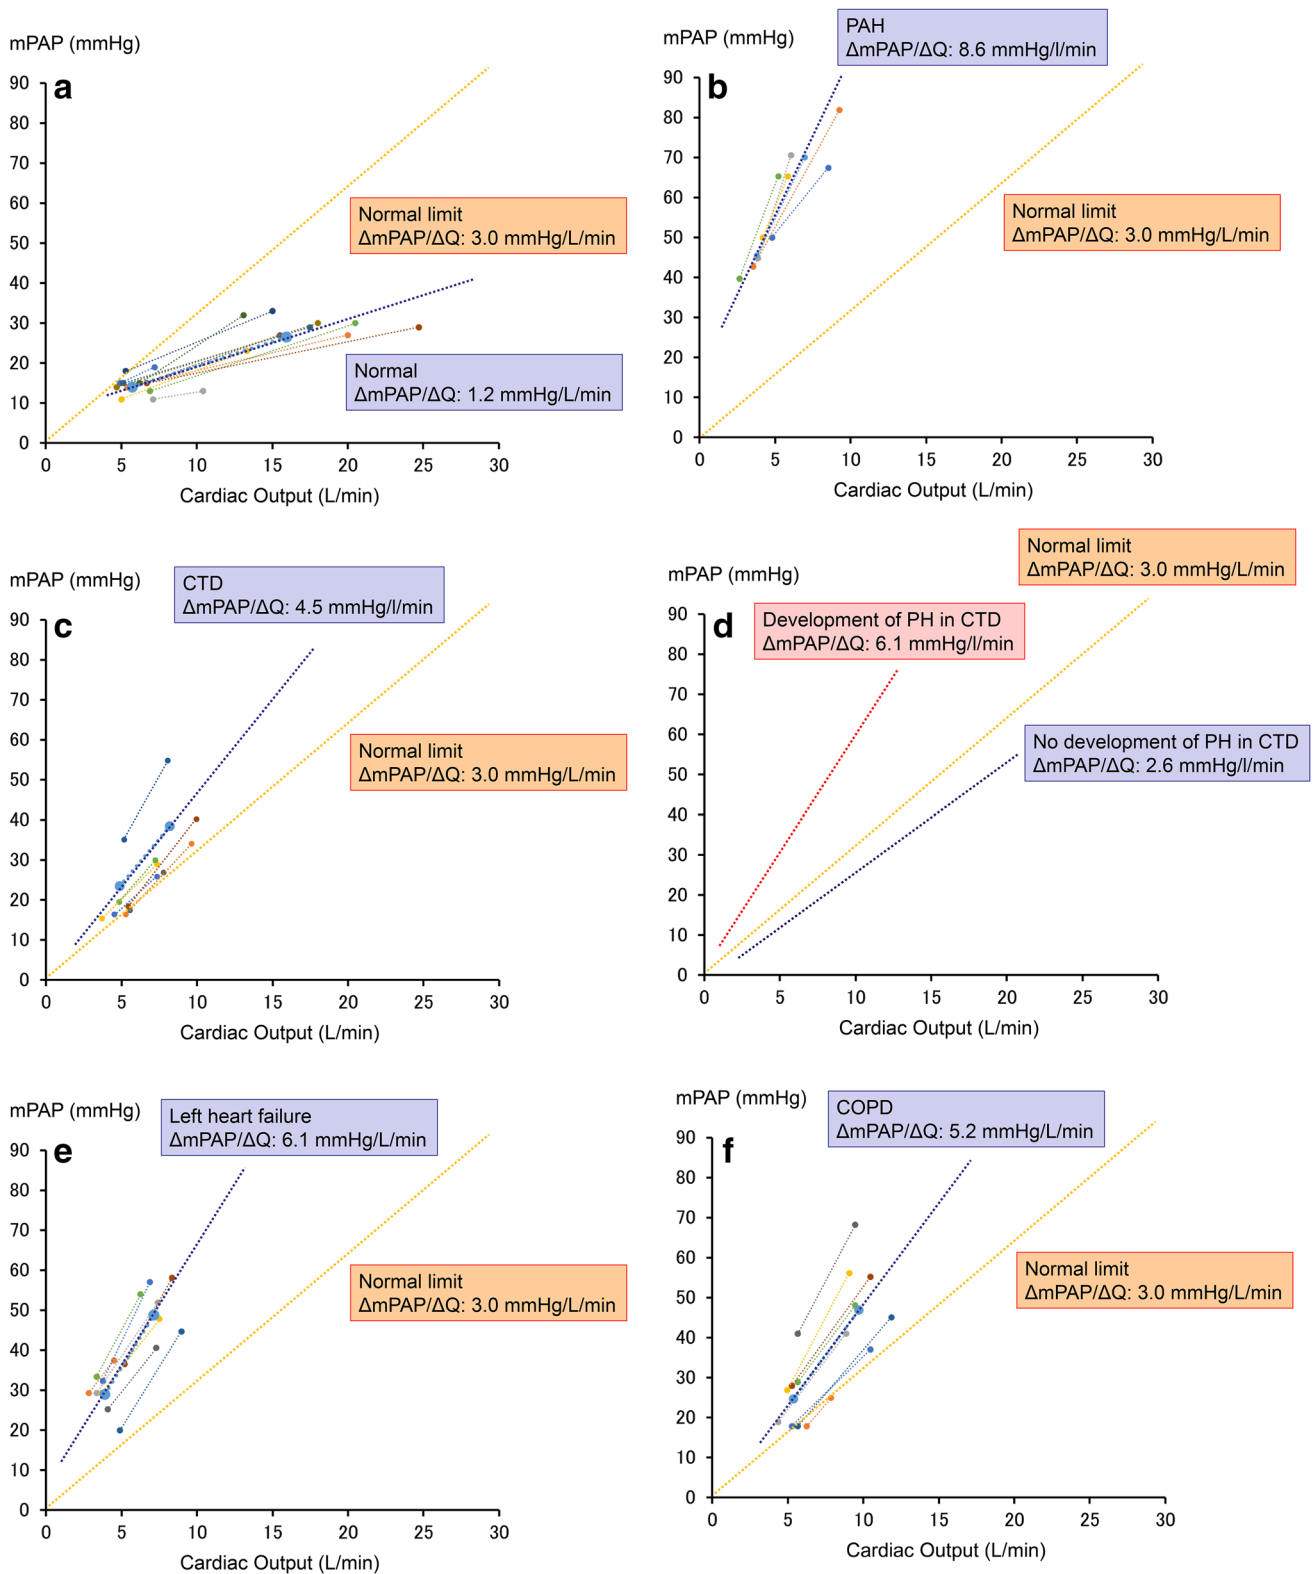 mPAP (mmHg)
a
90
80
70
60
50
40
30
20
10
0
Normal limit
ΔmPAP/ΔQ: 3.0 mmHg/L/min
Normal
ΔmPAP/ΔQ: 1.2 mmHg/L/min
0 5 10 15 20 25 30
Cardiac Output (L/min)
mPAP (mmHg)
PAH
ΔmPAP/ΔQ: 8.6 mmHg/l/min
b
90
80
70
60
50
40
30
20
10
0
Normal limit
ΔmPAP/ΔQ: 3.0 mmHg/L/min
0 5 10 15 20 25 30
Cardiac Output (L/min)
mPAP (mmHg)
CTD
ΔmPAP/ΔQ: 4.5 mmHg/l/min
c
90
80
70
60
50
40
30
20
10
0
Normal limit
ΔmPAP/ΔQ: 3.0 mmHg/L/min
0 5 10 15 20 25 30
Cardiac Output (L/min)
Normal limit
ΔmPAP/ΔQ: 3.0 mmHg/L/min
mPAP (mmHg)
d
Development of PH in CTD
ΔmPAP/ΔQ: 6.1 mmHg/l/min
90
80
70
60
50
40
30
20
10
0
No development of PH in CTD
ΔmPAP/ΔQ: 2.6 mmHg/l/min
0 5 10 15 20 25 30
Cardiac Output (L/min)
mPAP (mmHg)
Left heart failure
ΔmPAP/ΔQ: 6.1 mmHg/L/min
e
90
80
70
60
50
40
30
20
10
0
Normal limit
ΔmPAP/ΔQ: 3.0 mmHg/L/min
0 5 10 15 20 25 30
Cardiac Output (L/min)
mPAP (mmHg)
COPD
ΔmPAP/ΔQ: 5.2 mmHg/L/min
f
90
80
70
60
50
40
30
20
10
0
Normal limit
ΔmPAP/ΔQ: 3.0 mmHg/L/min
0 5 10 15 20 25 30
Cardiac Output (L/min)